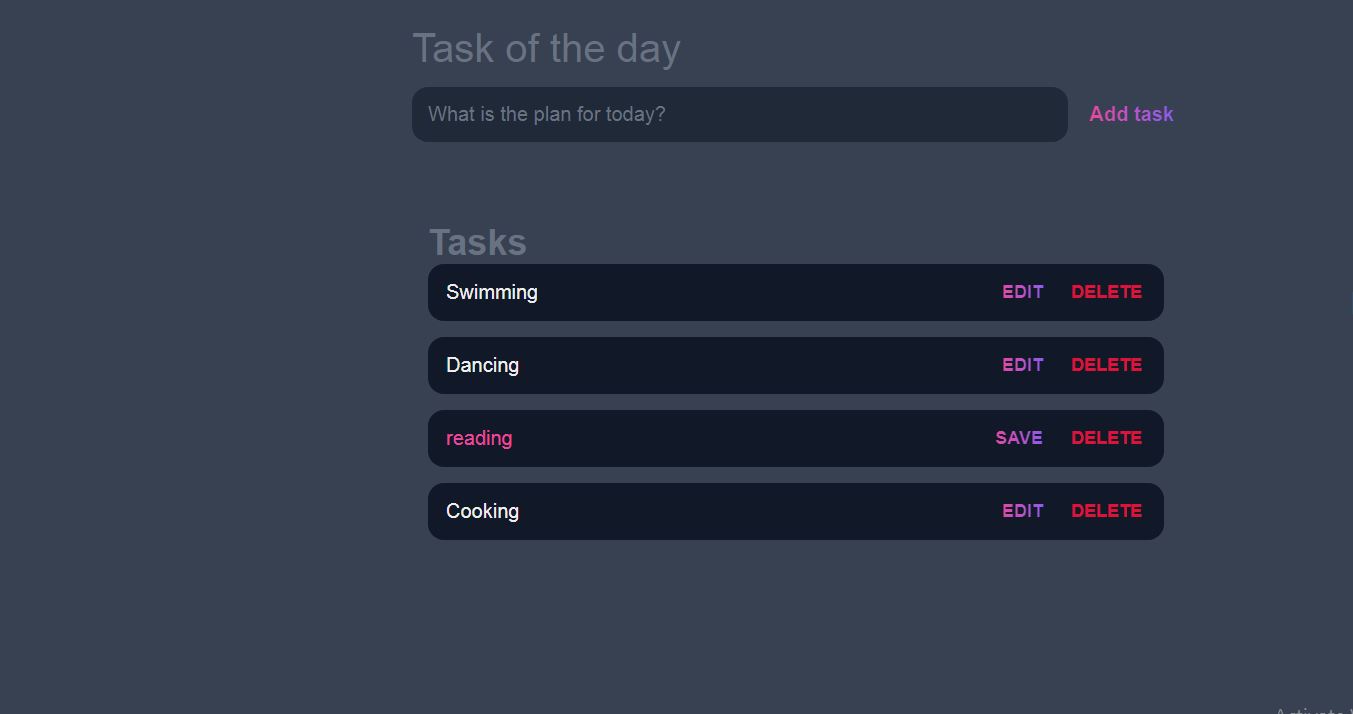 Task of the day
What is the plan for today? Add task
Tasks
Swimming EDIT DELETE
Dancing EDIT DELETE
reading SAVE DELETE
Cooking EDIT DELETE